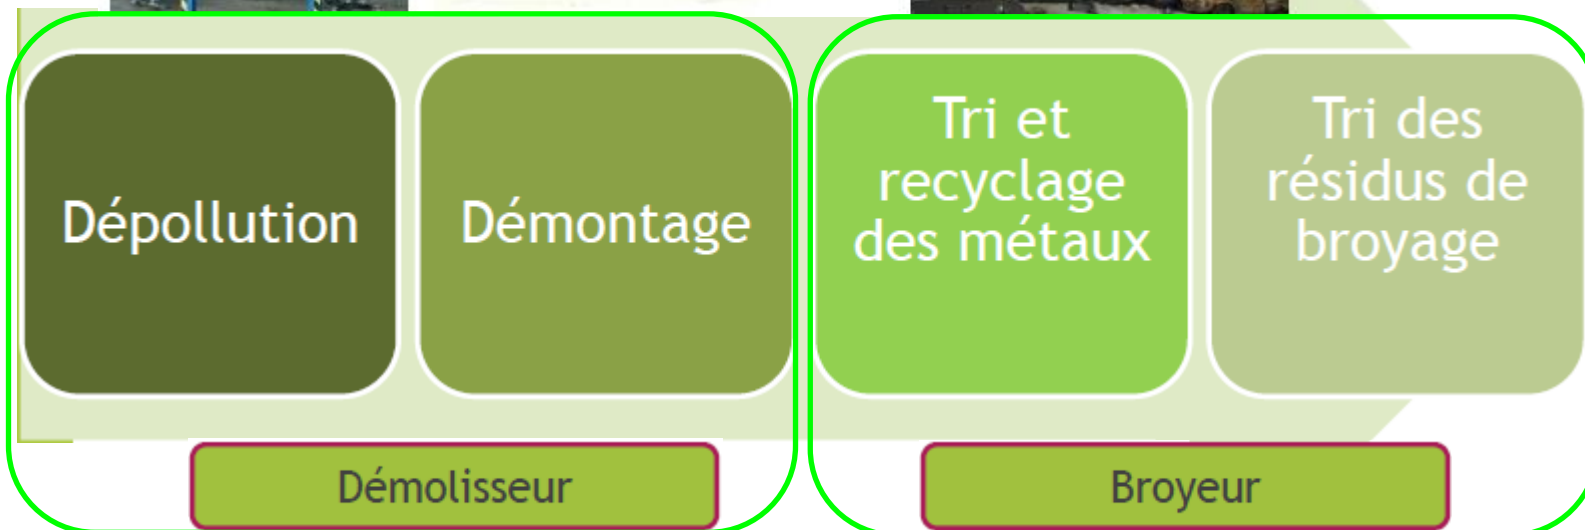 Dépollution
Démontage
Tri et
recyclage
des métaux
Tri des
résidus de
broyage
Démolisseur
Broyeur